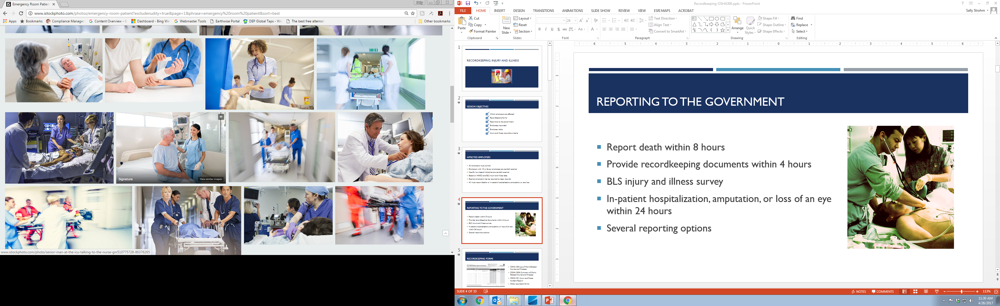 Emergency Room Patien
Sally
www.istockphoto.com/photos/emergency-room-patient?excludenudity=true&page=1&phrase=emergency%20room%20patient&sort=best
Apps
Bookmarks
Compliance Managem
Content Overview - G
Dashboard - Bing We
Webmaster Tools
Earthwise Portal
DEP Global Taps - We
The best free alternati
Other bookmarks
Signature
View similar images
www.istockphoto.com/photo/senior-man-at-the-icu-talking-to-the-nurse-gm510775728-86376265
Recordkeeping-OSHA300.pptx - PowerPoint
FILE
HOME
INSERT
DESIGN
TRANSITIONS
ANIMATIONS
SLIDE SHOW
REVIEW
VIEW
ESRI MAPS
ACROBAT
Sally Strohm
Paste
Cut
Copy
Format Painter
Clipboard
New
Slide
Layout
Reset
Section
Slides
24
Font
Text Direction
Align Text
Convert to SmartArt
Paragraph
Arrange
Quick
Styles
Shape Fill
Shape Outline
Shape Effects
Drawing
Find
Replace
Select
Editing
1
RECORDKEEPING: INJURY AND ILLNESS
2
SESSION OBJECTIVES
Which employers are affected
Recordkeeping forms
Reporting to the government
Employees recorded
Employee rights
Injury and illness recording criteria
3
AFFECTED EMPLOYERS
All employers must comply
Employers with 10 or fewer employees are partially exempt
Specific low-hazard industries are partially exempt
Based on NAICS and BLS injury and illness data
Exempt employers may be required to keep records
All must report fatality or in-patient hospitalization, amputation, or eye loss
4
REPORTING TO THE GOVERNMENT
Report death within 8 hours
Provide recordkeeping documents within 4 hours
BLS injury and illness survey
In-patient hospitalization, amputation, or loss of an eye
within 24 hours
Several reporting options
5
RECORDKEEPING FORMS
OSHA 300 Log of Work-Related
Injuries and Illnesses
OSHA 300A Summary of Work-
Related Injuries and Illnesses
OSHA 301 Injury and Illness
Incident Report
Other equivalent forms
REPORTING TO THE GOVERNMENT
Report death within 8 hours
Provide recordkeeping documents within 4 hours
BLS injury and illness survey
In-patient hospitalization, amputation, or loss of an eye
within 24 hours
Several reporting options
SLIDE 4 OF 33
NOTES
COMMENTS
113%
11:30 AM
4/26/2017